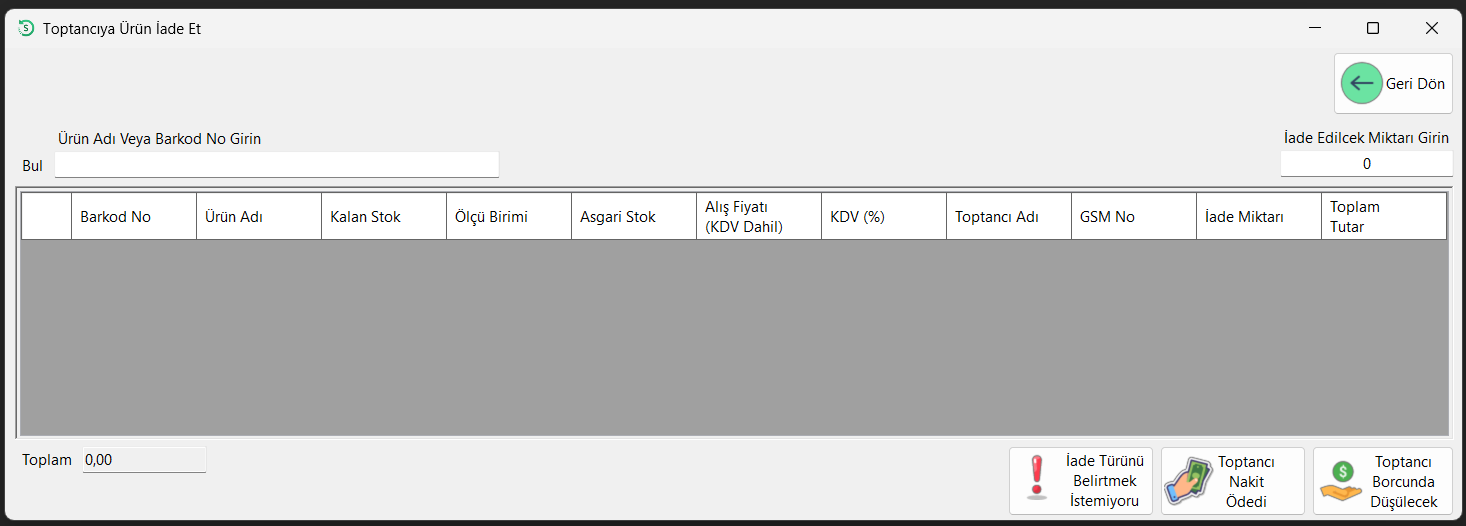 Toptancıya Ürün İade Et
Geri Dön
Ürün Adı Veya Barkod No Girin
İade Edilcek Miktarı Girin
Bul
0
Barkod No
Ürün Adı
Kalan Stok
Ölçü Birimi
Asgari Stok
Alış Fiyatı
(KDV Dahil)
KDV (%)
Toptancı Adı
GSM No
İade Miktarı
Toplam
Tutar
Toplam
0,00
İade Türünü
Belirtmek
İstemiyoru
Toptancı
Nakit
Ödedi
Toptancı
Borcunda
Düşülecek